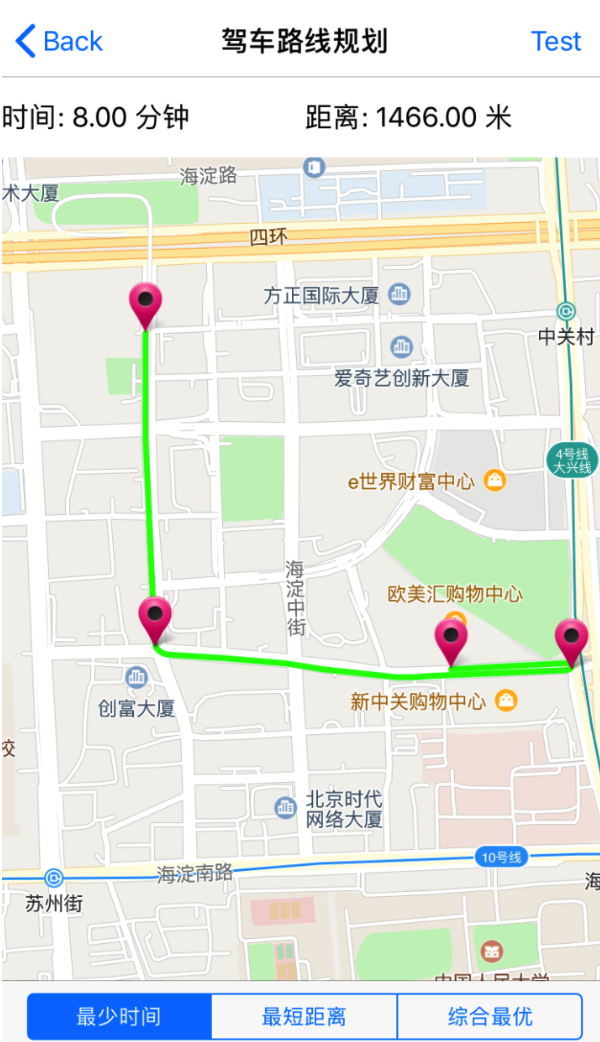 Back
驾车路线规划
Test
时间: 8.00 分钟
距离: 1466.00 米
海淀路
术大厦
四环
方正国际大厦
中关村
爱奇艺创新大厦
4号线
大兴线
e世界财富中心
海淀中街
欧美汇购物中心
新中关购物中心
创富大厦
校
北京时代
网络大厦
10号线
海淀南路
苏州街
海
中国人民大学
最少时间
最短距离
综合最优